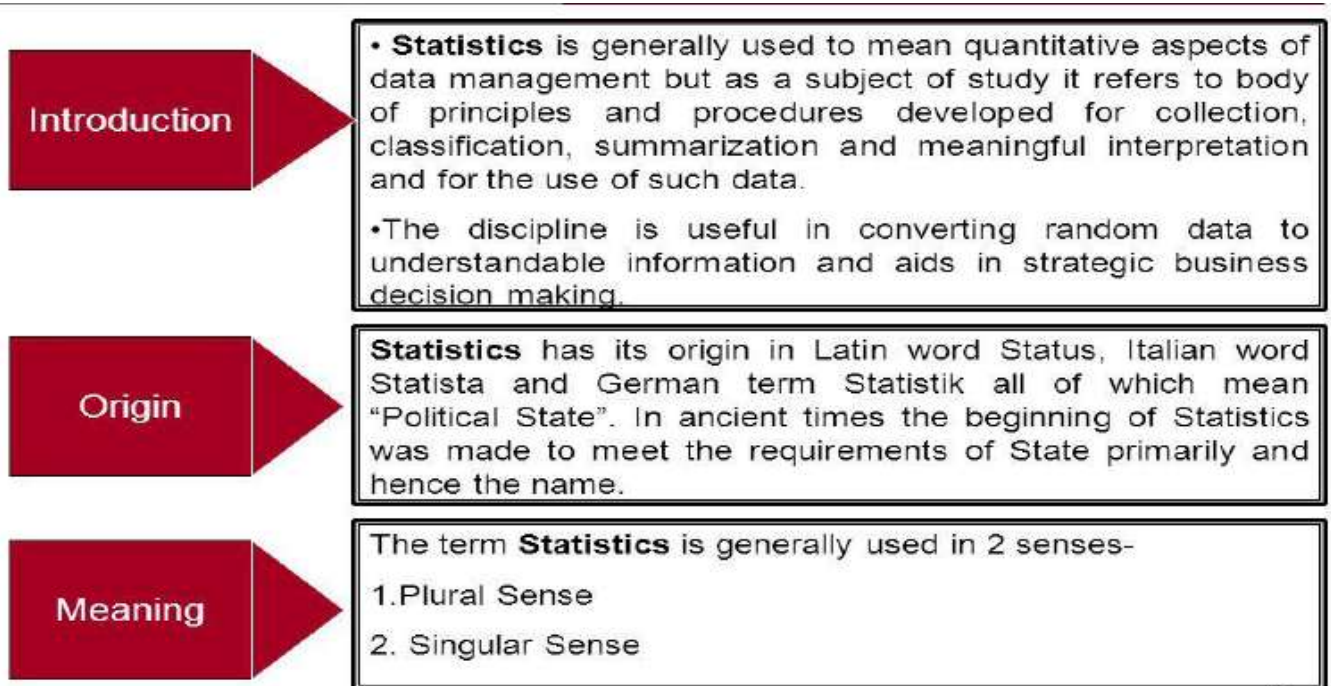 Introduction
• Statistics is generally used to mean quantitative aspects of
data management but as a subject of study it refers to body
of principles and procedures developed for collection,
classification, summarization and meaningful interpretation
and for the use of such data.
•The discipline is useful in converting random data to
understandable information and aids in strategic business
decision making.
Origin
Statistics has its origin in Latin word Status, Italian word
Statista and German term Statistik all of which mean
“Political State”. In ancient times the beginning of Statistics
was made to meet the requirements of State primarily and
hence the name.
Meaning
The term Statistics is generally used in 2 senses-
1.Plural Sense
2. Singular Sense